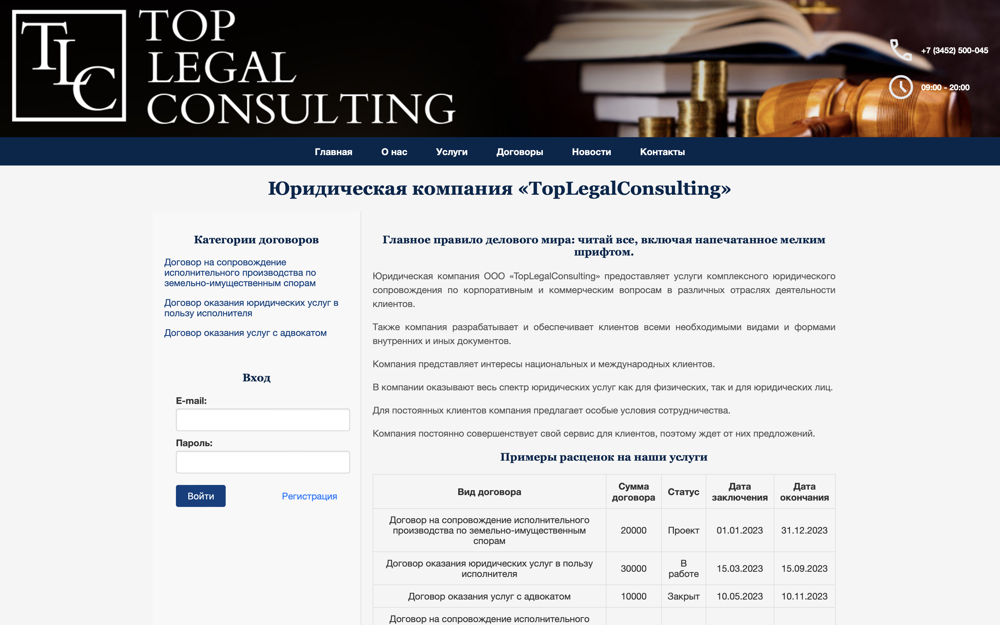 TLC
TOP
LEGAL
CONSULTING
+7 (3452) 500-045
09:00 - 20:00
Главная О нас Услуги Договоры Новости Контакты
Юридическая компания «TopLegalConsulting»
Категории договоров
Договор на сопровождение
исполнительного производства по
земельно-имущественным спорам
Договор оказания юридических услуг в
пользу исполнителя
Договор оказания услуг с адвокатом
Вход
E-mail:
Пароль:
Войти Регистрация
Главное правило делового мира: читай все, включая напечатанное мелким
шрифтом.
Юридическая компания ООО «TopLegalConsulting» предоставляет услуги комплексного юридического
сопровождения по корпоративным и коммерческим вопросам в различных отраслях деятельности
клиентов.
Также компания разрабатывает и обеспечивает клиентов всеми необходимыми видами и формами
внутренних и иных документов.
Компания представляет интересы национальных и международных клиентов.
В компании оказывают весь спектр юридических услуг как для физических, так и для юридических лиц.
Для постоянных клиентов компания предлагает особые условия сотрудничества.
Компания постоянно совершенствует свой сервис для клиентов, поэтому ждет от них предложений.
Примеры расценок на наши услуги
Вид договора
Сумма
договора
Статус
Дата
заключения
Дата
окончания
Договор на сопровождение исполнительного
производства по земельно-имущественным
спорам
20000
Проект
01.01.2023
31.12.2023
Договор оказания юридических услуг в пользу
исполнителя
30000
В
работе
15.03.2023
15.09.2023
Договор оказания услуг с адвокатом
10000
Закрыт
10.05.2023
10.11.2023
Договор на сопровождение исполнительного